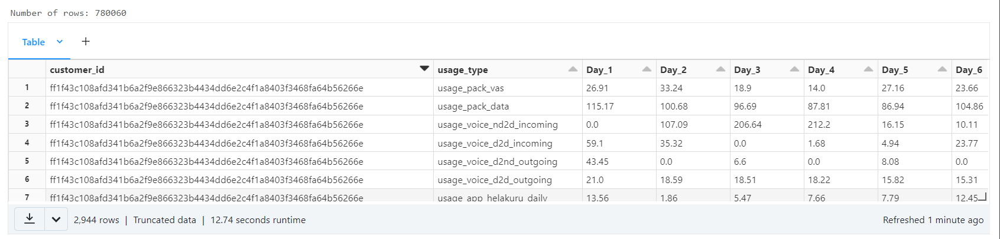 Number of rows: 780060
Table +
customer_id usage_type Day_1 Day_2 Day_3 Day_4 Day_5 Day_6
1 ff1f43c108afd341b6a2f9e866323b4434dd6e2c4f1a8403f3468fa64b56266e usage_pack_vas 26.91 33.24 18.9 14.0 27.16 23.66
2 ff1f43c108afd341b6a2f9e866323b4434dd6e2c4f1a8403f3468fa64b56266e usage_pack_data 115.17 100.68 96.69 87.81 86.94 104.86
3 ff1f43c108afd341b6a2f9e866323b4434dd6e2c4f1a8403f3468fa64b56266e usage_voice_nd2d_incoming 0.0 107.09 206.64 212.2 16.15 10.11
4 ff1f43c108afd341b6a2f9e866323b4434dd6e2c4f1a8403f3468fa64b56266e usage_voice_d2d_incoming 59.1 35.32 0.0 1.68 4.94 23.77
5 ff1f43c108afd341b6a2f9e866323b4434dd6e2c4f1a8403f3468fa64b56266e usage_voice_d2nd_outgoing 43.45 0.0 6.6 0.0 8.08 0.0
6 ff1f43c108afd341b6a2f9e866323b4434dd6e2c4f1a8403f3468fa64b56266e usage_voice_d2d_outgoing 21.0 18.59 18.51 18.22 15.82 15.31
7 ff1f43c108afd341b6a2f9e866323b4434dd6e2c4f1a8403f3468fa64b56266e usage_app_helakuru_daily 13.56 1.86 5.47 7.66 7.79 12.45
2,944 rows | Truncated data | 12.74 seconds runtime Refreshed 1 minute ago